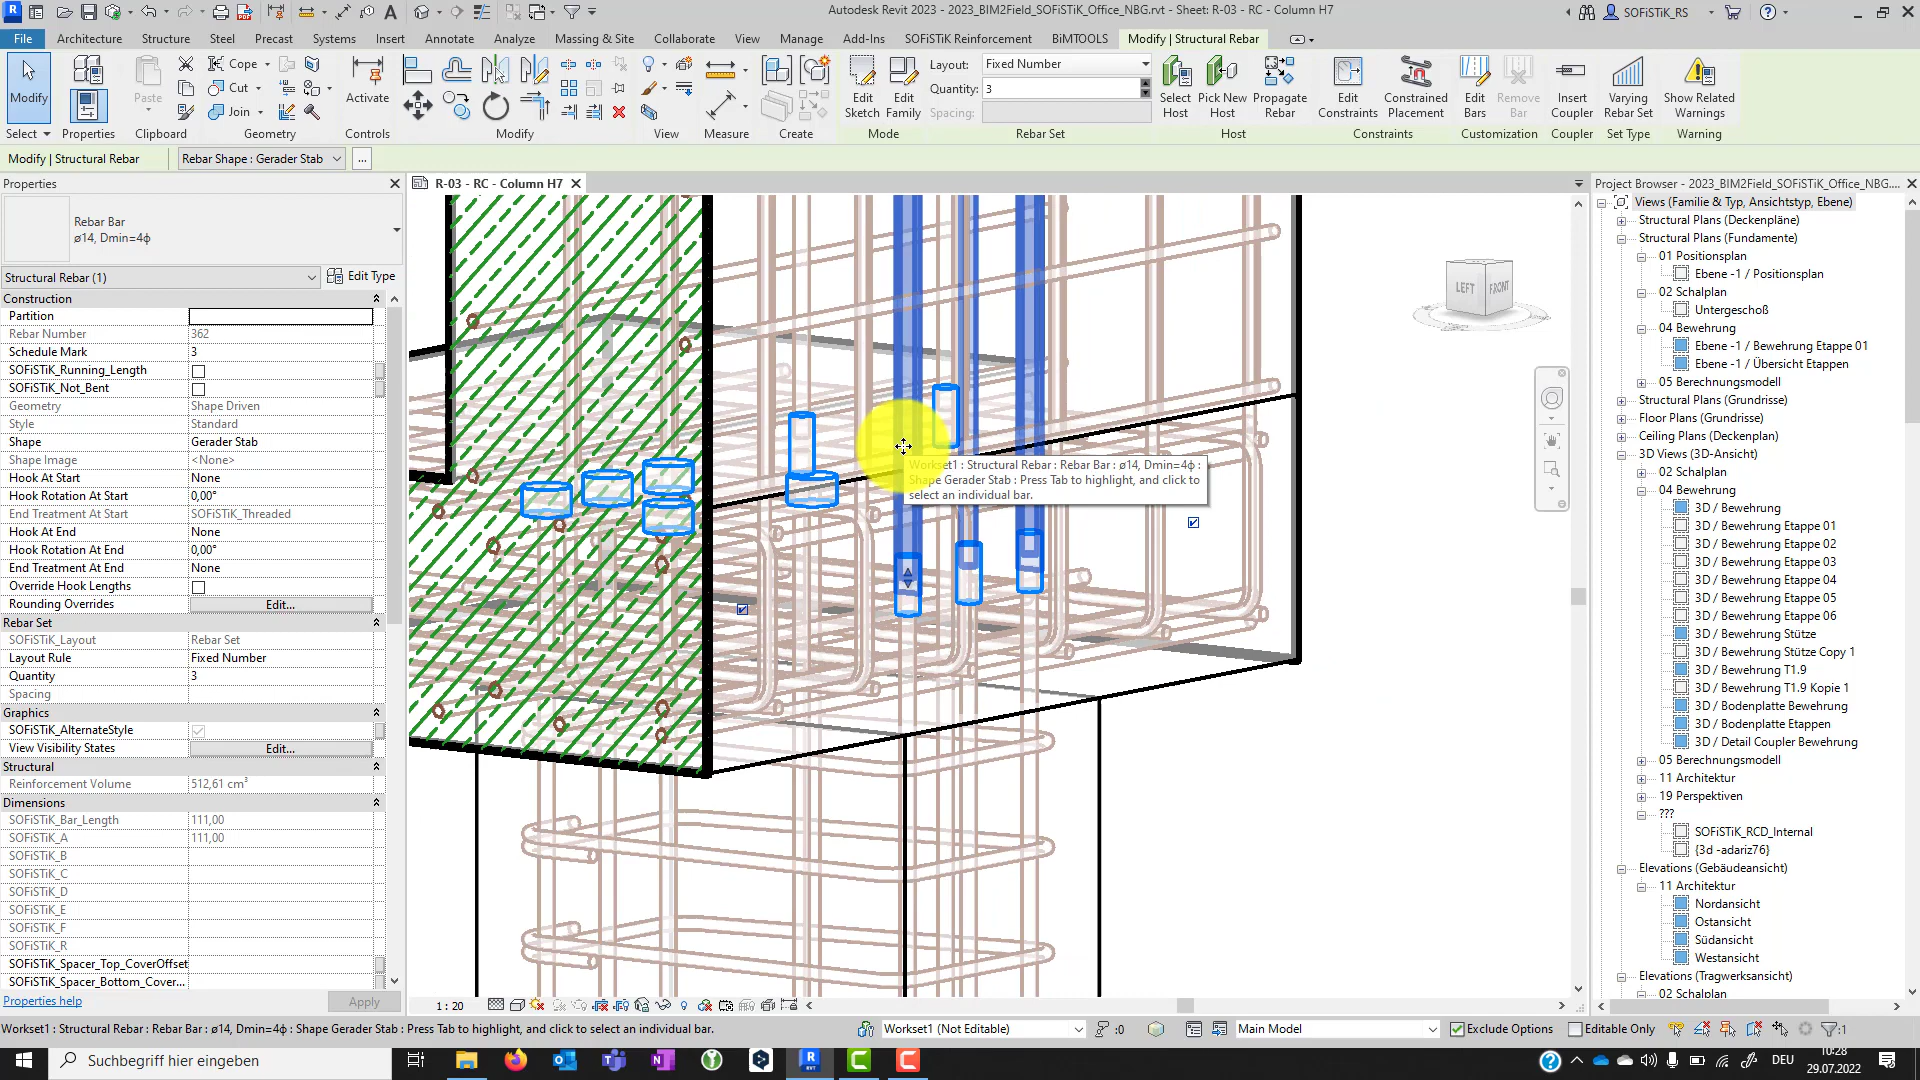 Autodesk Revit 2023 - 2023_BIM2Field_SOFiSTiK_Office_NBG.rvt - Sheet: R-03 - RC - Column H7
SOFiSTiK_RS
File Architecture Structure Steel Precast Systems Insert Annotate Analyze Massing & Site Collaborate View Manage Add-Ins SOFiSTiK Reinforcement BiMTOOLS Modify | Structural Rebar
Modify
Select
Properties
Paste
Clipboard
Cope
Cut
Join
Geometry
Activate
Controls
Modify
View
Measure
Create
Edit Sketch
Edit Family
Mode
Layout: Fixed Number
Quantity: 3
Spacing:
Rebar Set
Select Host
Pick New Host
Propagate Rebar
Host
Edit Constraints
Constrained Placement
Constraints
Edit Bars
Remove Bar
Customization
Insert Coupler
Coupler
Varying Rebar Set
Set Type
Show Related Warnings
Warning
Modify | Structural Rebar
Rebar Shape : Gerader Stab
...
Properties
R-03 - RC - Column H7
Project Browser - 2023_BIM2Field_SOFiSTiK_Office_NBG....
Rebar Bar
ø14, Dmin=4ϕ
Structural Rebar (1)
Edit Type
Construction
Partition
Rebar Number 362
Schedule Mark 3
SOFiSTiK_Running_Length
SOFiSTiK_Not_Bent
Geometry Shape Driven
Style Standard
Shape Gerader Stab
Shape Image <None>
Hook At Start None
Hook Rotation At Start 0,00°
End Treatment At Start SOFiSTiK_Threaded
Hook At End None
Hook Rotation At End 0,00°
End Treatment At End None
Override Hook Lengths
Rounding Overrides Edit...
Rebar Set
SOFiSTiK_Layout Rebar Set
Layout Rule Fixed Number
Quantity 3
Spacing
Graphics
SOFiSTiK_AlternateStyle
View Visibility States Edit...
Structural
Reinforcement Volume 512,61 cm³
Dimensions
SOFiSTiK_Bar_Length 111,00
SOFiSTiK_A 111,00
SOFiSTiK_B
SOFiSTiK_C
SOFiSTiK_D
SOFiSTiK_E
SOFiSTiK_F
SOFiSTiK_R
SOFiSTiK_Spacer_Top_CoverOffset
SOFiSTiK_Spacer_Bottom_Cover...
Properties help
Apply
LEFT
FRONT
Workset1 : Structural Rebar : Rebar Bar : ø14, Dmin=4ϕ :
Shape Gerader Stab : Press Tab to highlight, and click to
select an individual bar.
Views (Familie & Typ, Ansichtstyp, Ebene)
Structural Plans (Deckenpläne)
Structural Plans (Fundamente)
01 Positionsplan
Ebene -1 / Positionsplan
02 Schalplan
Untergeschoß
04 Bewehrung
Ebene -1 / Bewehrung Etappe 01
Ebene -1 / Übersicht Etappen
05 Berechnungsmodell
Structural Plans (Grundrisse)
Floor Plans (Grundrisse)
Ceiling Plans (Deckenplan)
3D Views (3D-Ansicht)
02 Schalplan
04 Bewehrung
3D / Bewehrung
3D / Bewehrung Etappe 01
3D / Bewehrung Etappe 02
3D / Bewehrung Etappe 03
3D / Bewehrung Etappe 04
3D / Bewehrung Etappe 05
3D / Bewehrung Etappe 06
3D / Bewehrung Stütze
3D / Bewehrung Stütze Copy 1
3D / Bewehrung T1.9
3D / Bewehrung T1.9 Kopie 1
3D / Bodenplatte Bewehrung
3D / Bodenplatte Etappen
3D / Detail Coupler Bewehrung
05 Berechnungsmodell
11 Architektur
19 Perspektiven
???
SOFiSTiK_RCD_Internal
{3d -adariz76}
Elevations (Gebäudeansicht)
11 Architektur
Nordansicht
Ostansicht
Südansicht
Westansicht
Elevations (Tragwerksansicht)
02 Schalplan
1 : 20
Workset1 : Structural Rebar : Rebar Bar : ø14, Dmin=4ϕ : Shape Gerader Stab : Press Tab to highlight, and click to select an individual bar.
Workset1 (Not Editable)
:0
Main Model
Exclude Options
Editable Only
:1
Suchbegriff hier eingeben
DEU
10:28
29.07.2022